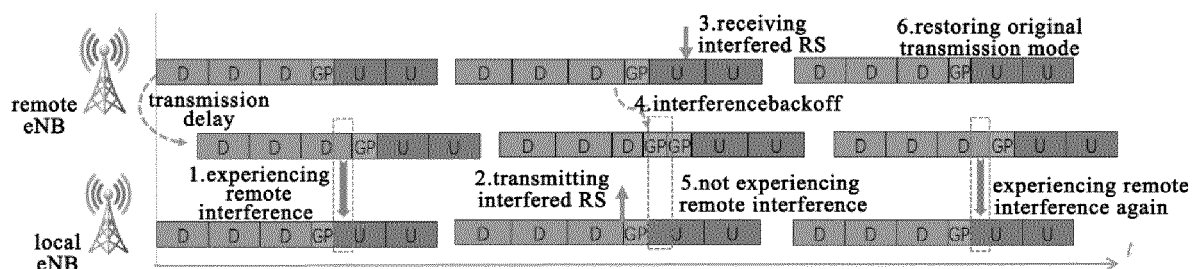 3.receiving
interfered RS
6.restoring original
transmission mode
D D D GP U U
D D D GP U U
D D D GP U U
remote
eNB
transmission
delay
4.interferencebackoff
D D D GP U U
D D D GP GP U U
D D D GP U U
1.experiencing
remote
interference
2.transmitting
interfered RS
5.not experiencing
remote interference
experiencing remote
interference again
local
eNB
D D D GP U U
D D D GP U U
D D D GP U U
t